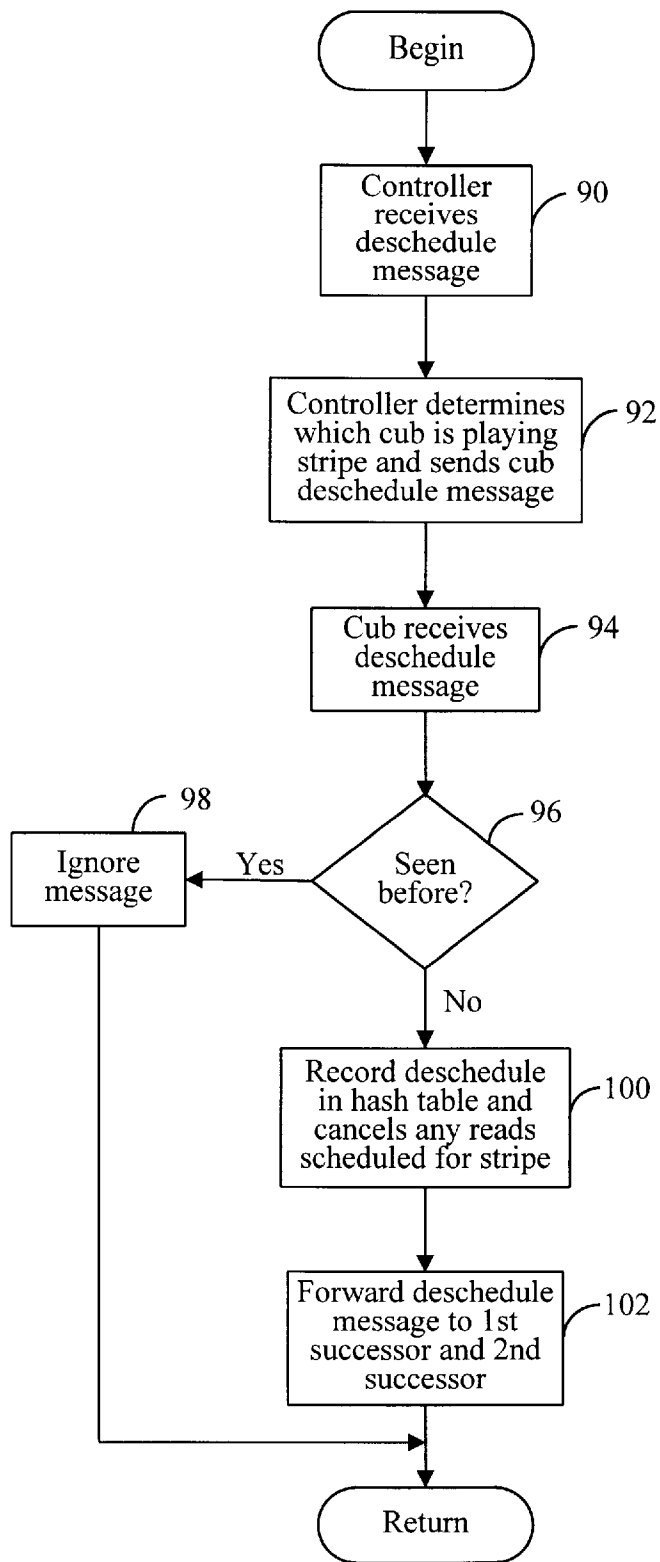 Begin
Controller
receives
deschedule
message
90
Controller determines
which cub is playing
stripe and sends cub
deschedule message
92
Cub receives
deschedule
message
94
98
Ignore
message
Yes
Seen
before?
96
No
Record deschedule
in hash table and
cancels any reads
scheduled for stripe
100
Forward deschedule
message to 1st
successor and 2nd
successor
102
Return